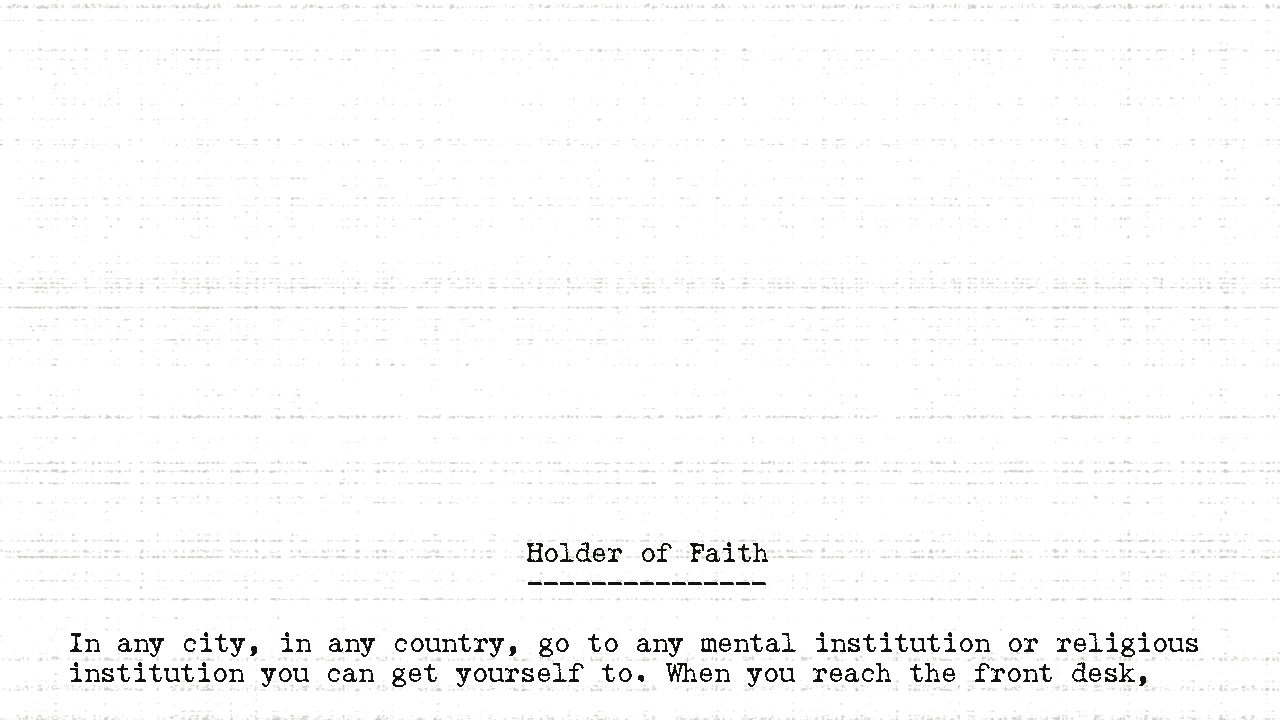 Holder of Faith
---------------
In any city, in any country, go to any mental institution or religious
institution you can get yourself to. When you reach the front desk,